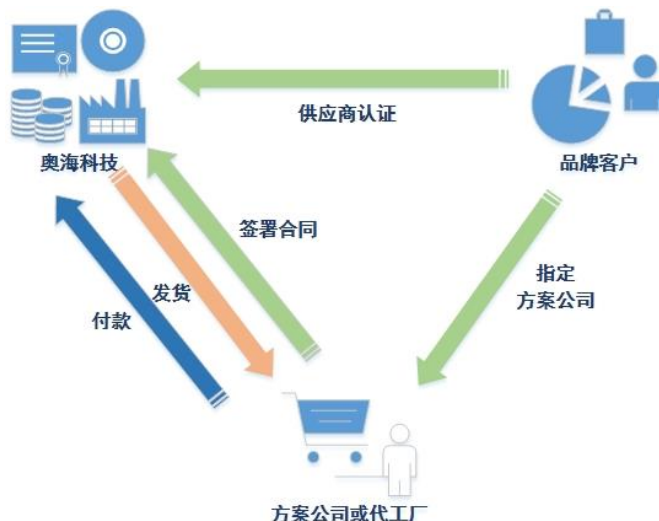 供应商认证
奥海科技
品牌客户
签署合同
指定
方案公司
发货
付款
方案公司或代工厂